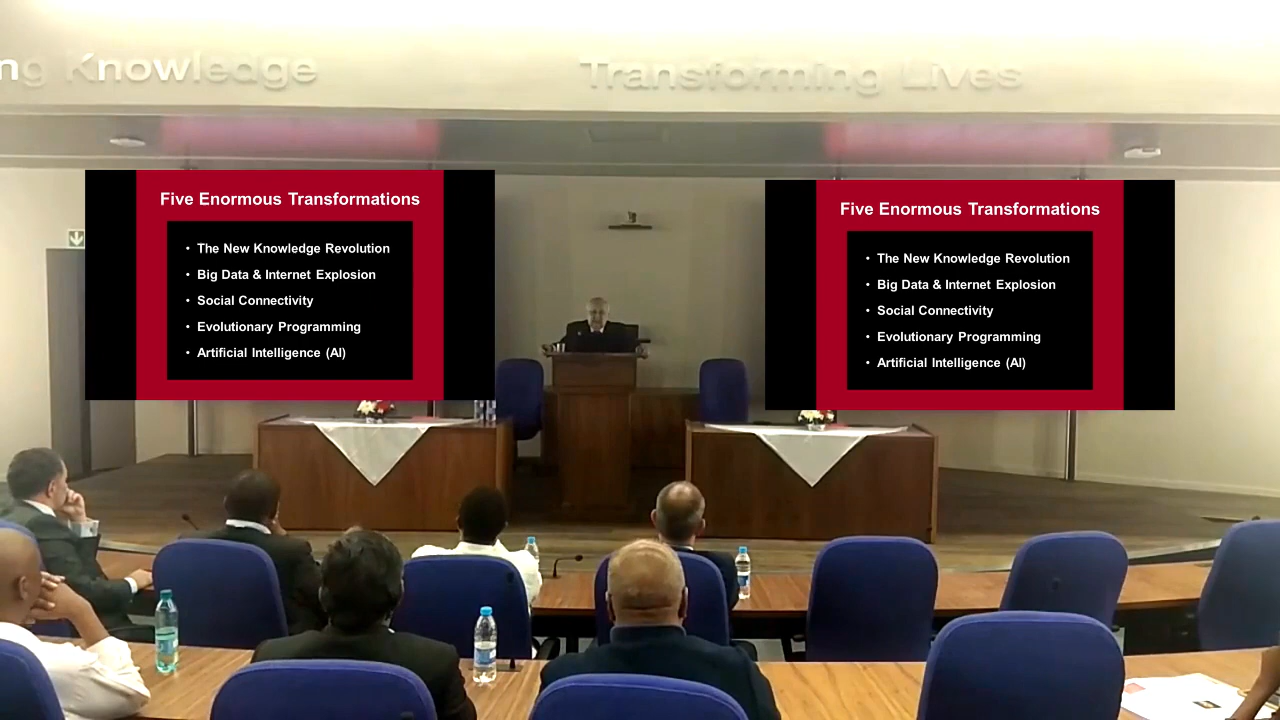 ng Knowledge
Transforming Lives
Five Enormous Transformations
• The New Knowledge Revolution
• Big Data & Internet Explosion
• Social Connectivity
• Evolutionary Programming
• Artificial Intelligence (AI)
Five Enormous Transformations
• The New Knowledge Revolution
• Big Data & Internet Explosion
• Social Connectivity
• Evolutionary Programming
• Artificial Intelligence (AI)